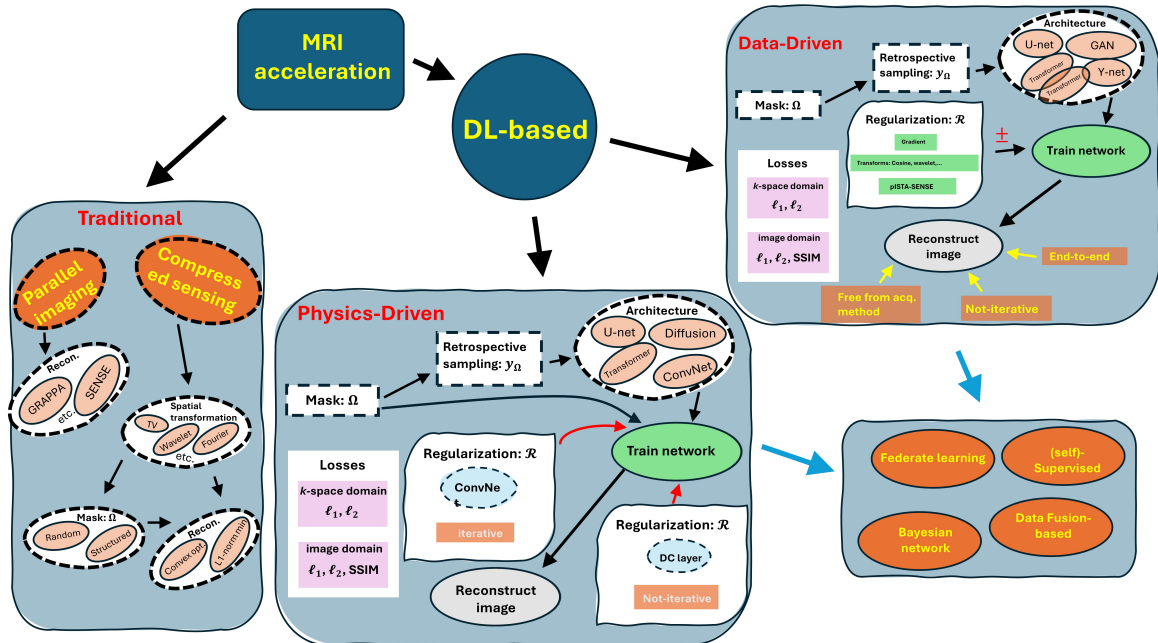 MRI
acceleration
DL-based
Traditional
Parallel
imaging
Compress
ed sensing
Recon.
GRAPPA
SENSE
etc.
Spatial
transformation
TV
Wavelet
Fourier
etc.
Mask: Ω
Random
Structured
Recon.
Convex opt.
L1-norm min
Physics-Driven
Mask: Ω
Retrospective
sampling: 𝒚_Ω
Architecture
U-net
Diffusion
Transformer
ConvNet
Train network
Losses
k-space domain
ℓ₁, ℓ₂
image domain
ℓ₁, ℓ₂, SSIM
Regularization: ℛ
ConvNe
t
iterative
Regularization: ℛ
DC layer
Not-iterative
Reconstruct
image
Data-Driven
Mask: Ω
Retrospective
sampling: 𝒚_Ω
Architecture
U-net
GAN
Transformer
Transformer
Y-net
Regularization: ℛ
Gradient
Transforms: Cosine, wavelet,...
pISTA-SENSE
±
Train network
Losses
k-space domain
ℓ₁, ℓ₂
image domain
ℓ₁, ℓ₂, SSIM
Reconstruct
image
End-to-end
Free from acq.
method
Not-iterative
Federate learning
(self)-
Supervised
Bayesian
network
Data Fusion-
based